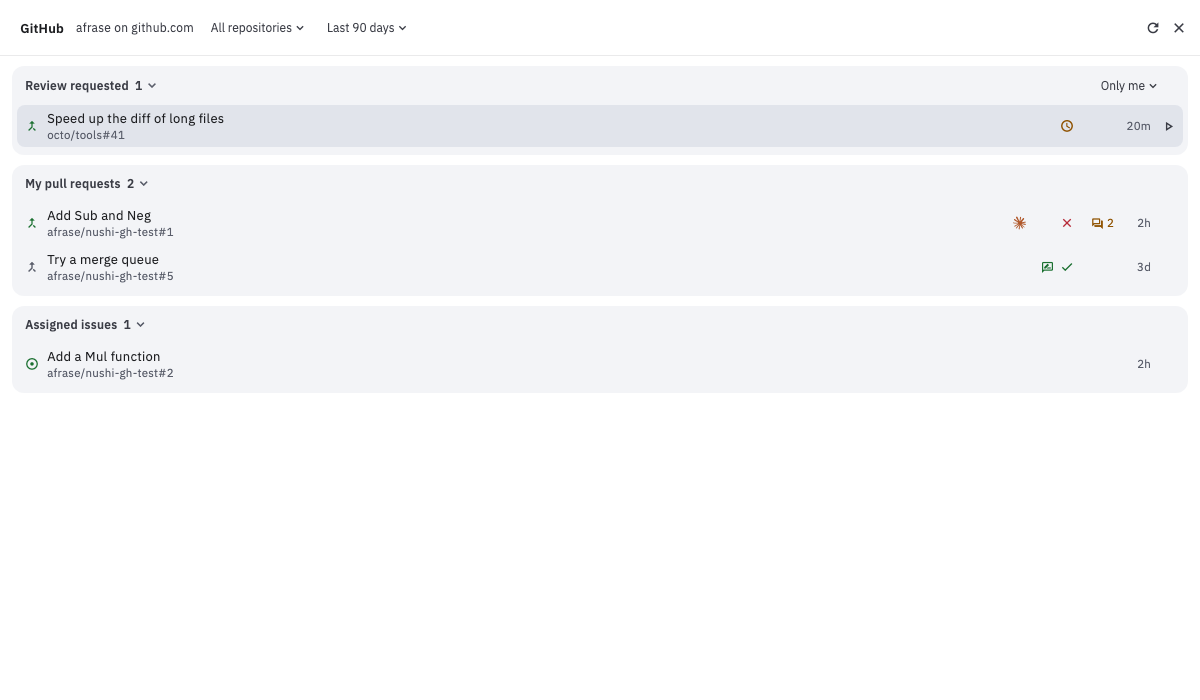 GitHub afrase on github.com All repositories Last 90 days
Review requested 1 Only me
Speed up the diff of long files
octo/tools#41
20m
My pull requests 2
Add Sub and Neg
afrase/nushi-gh-test#1
2 2h
Try a merge queue
afrase/nushi-gh-test#5
3d
Assigned issues 1
Add a Mul function
afrase/nushi-gh-test#2
2h